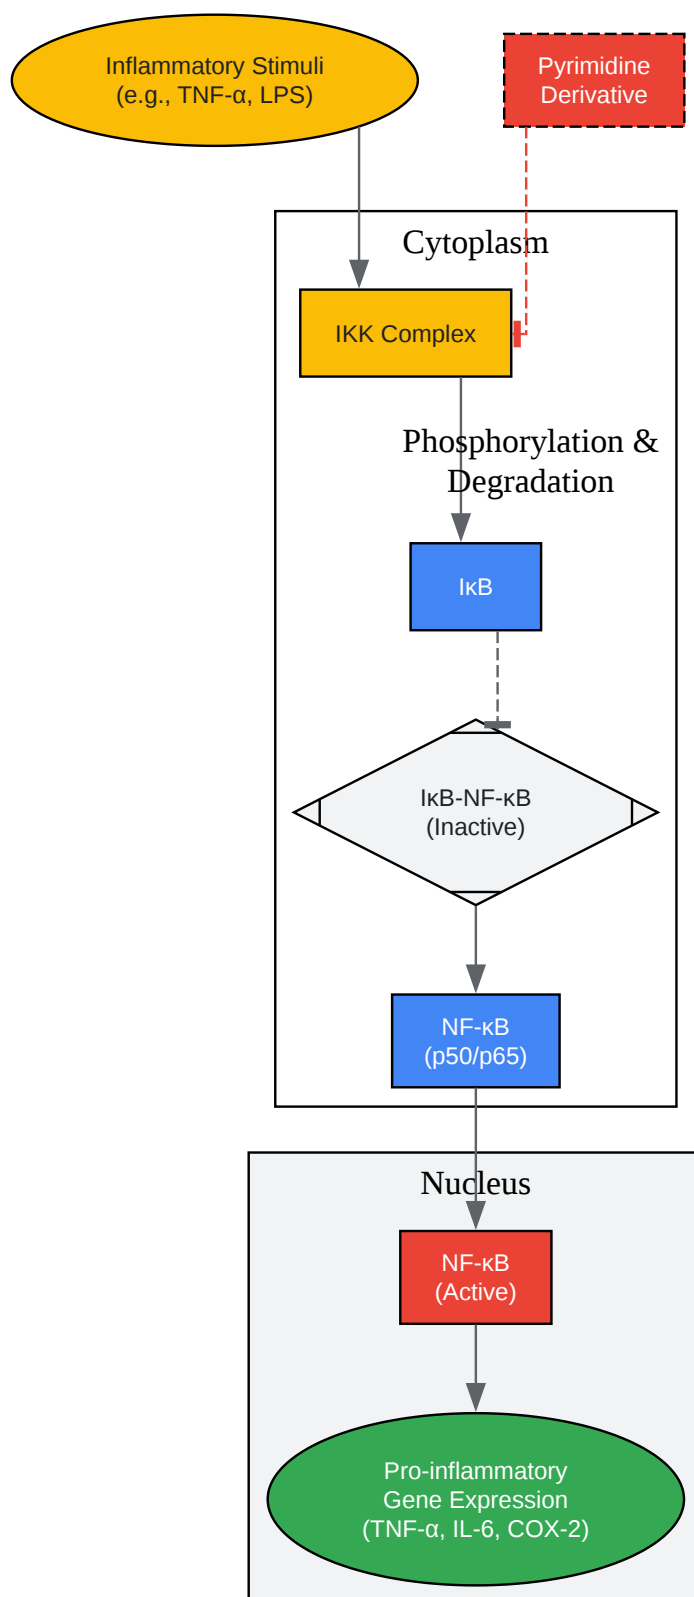 Inflammatory Stimuli
(e.g., TNF-α, LPS)
Pyrimidine
Derivative
Cytoplasm
IKK Complex
Phosphorylation &
Degradation
IκB
IκB-NF-κB
(Inactive)
NF-κB
(p50/p65)
Nucleus
NF-κB
(Active)
Pro-inflammatory
Gene Expression
(TNF-α, IL-6, COX-2)